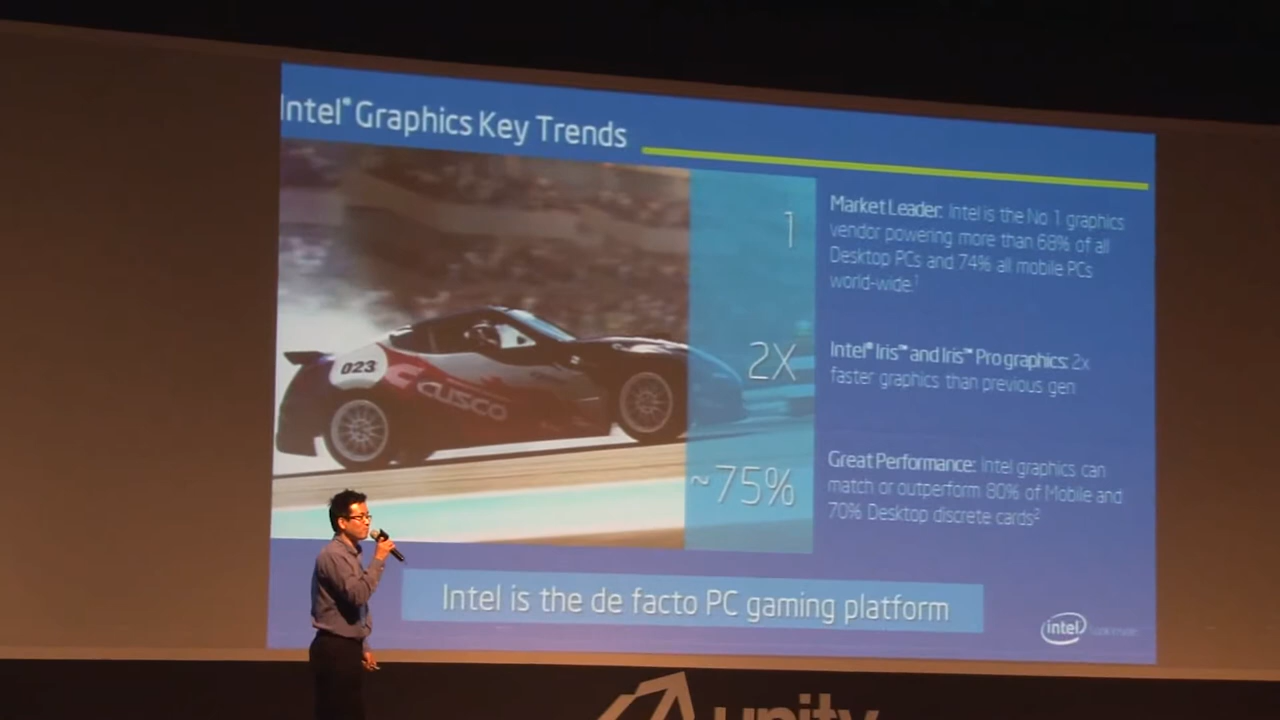 Intel® Graphics Key Trends
1
Market Leader: Intel is the No 1 graphics
vendor powering more than 68% of all
Desktop PCs and 74% all mobile PCs
world-wide.¹
2X
Intel® Iris™ and Iris™ Pro graphics: 2x
faster graphics than previous gen
~75%
Great Performance: Intel graphics can
match or outperform 80% of Mobile and
70% Desktop discrete cards²
023
CUSCO
Intel is the de facto PC gaming platform
intel
unity